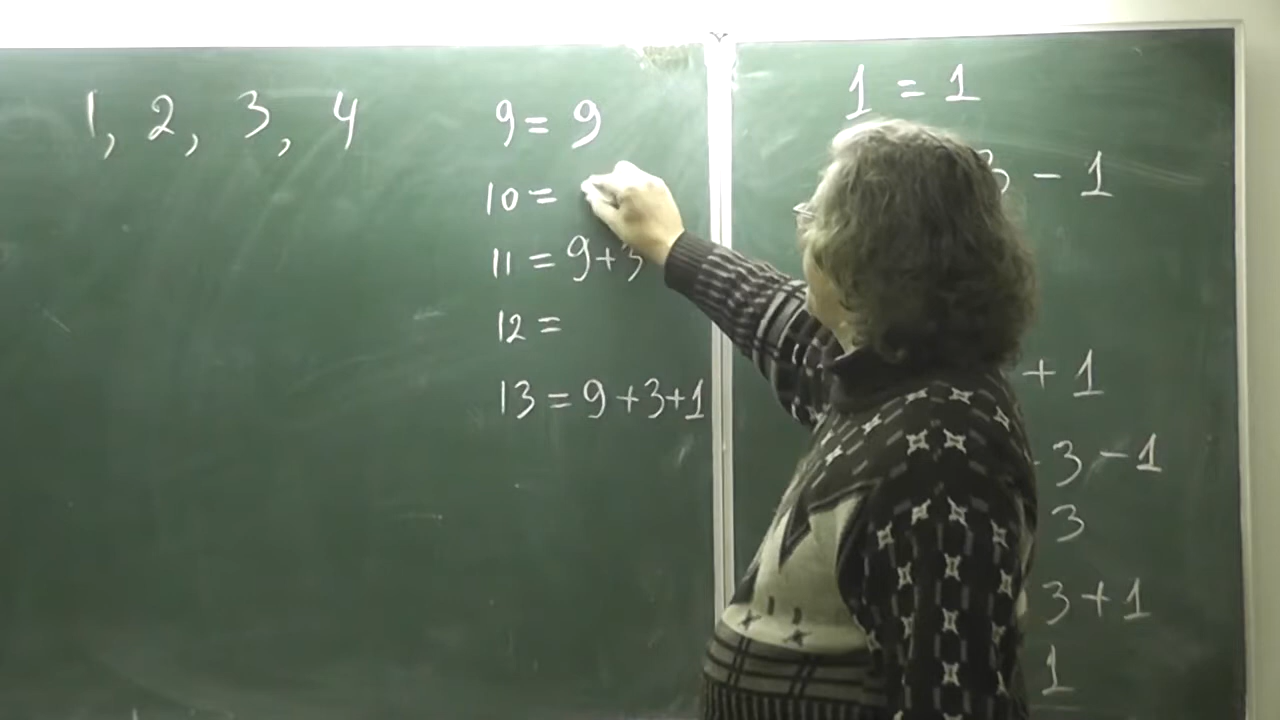 1, 2, 3, 4
9 = 9
10 =
11 = 9+3
12 =
13 = 9+3+1
1 = 1
3 - 1
+ 1
3 - 1
3
3+1
1